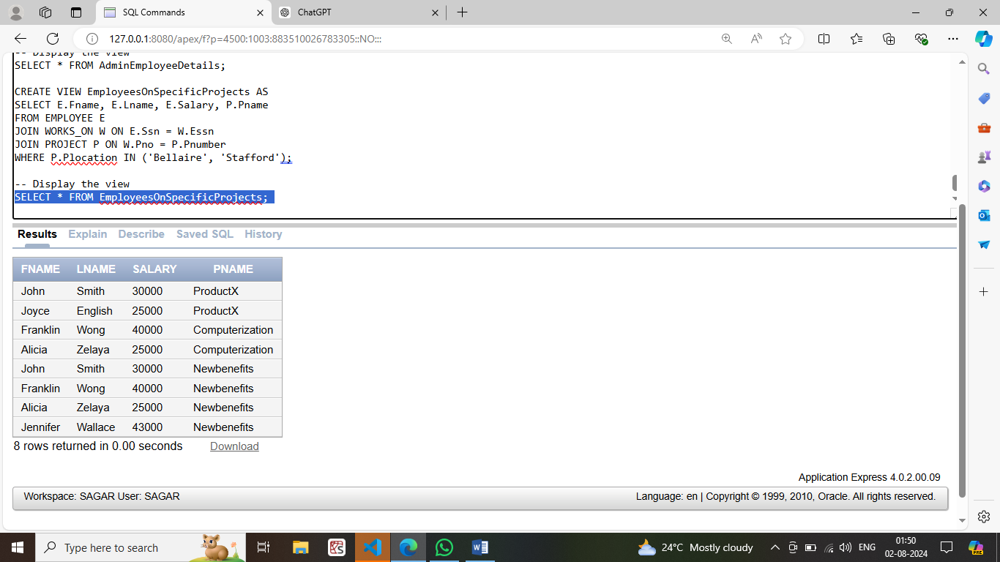 SQL Commands
ChatGPT
127.0.0.1:8080/apex/f?p=4500:1003:883510026783305::NO:::
-- Display the view
SELECT * FROM AdminEmployeeDetails;
CREATE VIEW EmployeesOnSpecificProjects AS
SELECT E.Fname, E.Lname, E.Salary, P.Pname
FROM EMPLOYEE E
JOIN WORKS_ON W ON E.Ssn = W.Essn
JOIN PROJECT P ON W.Pno = P.Pnumber
WHERE P.Plocation IN ('Bellaire', 'Stafford');
-- Display the view
SELECT * FROM EmployeesOnSpecificProjects;
Results Explain Describe Saved SQL History
FNAME LNAME SALARY PNAME
John Smith 30000 ProductX
Joyce English 25000 ProductX
Franklin Wong 40000 Computerization
Alicia Zelaya 25000 Computerization
John Smith 30000 Newbenefits
Franklin Wong 40000 Newbenefits
Alicia Zelaya 25000 Newbenefits
Jennifer Wallace 43000 Newbenefits
8 rows returned in 0.00 seconds Download
Application Express 4.0.2.00.09
Workspace: SAGAR User: SAGAR Language: en | Copyright © 1999, 2010, Oracle. All rights reserved.
Type here to search
24°C Mostly cloudy
ENG
01:50
02-08-2024
PRE